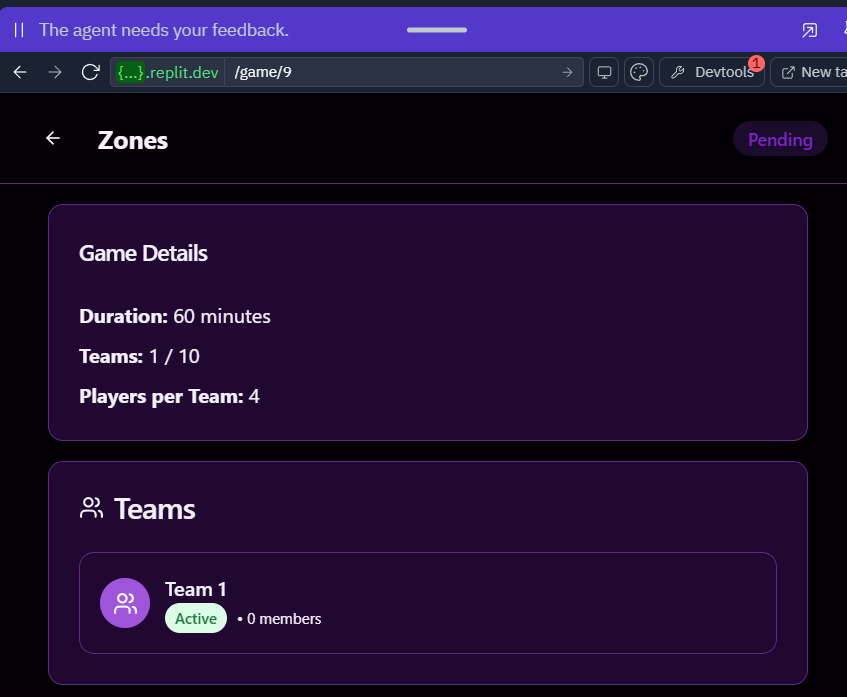 The agent needs your feedback.
{...}.replit.dev /game/9 Devtools 1 New ta
Zones Pending
Game Details
Duration: 60 minutes
Teams: 1 / 10
Players per Team: 4
Teams
Team 1
Active • 0 members